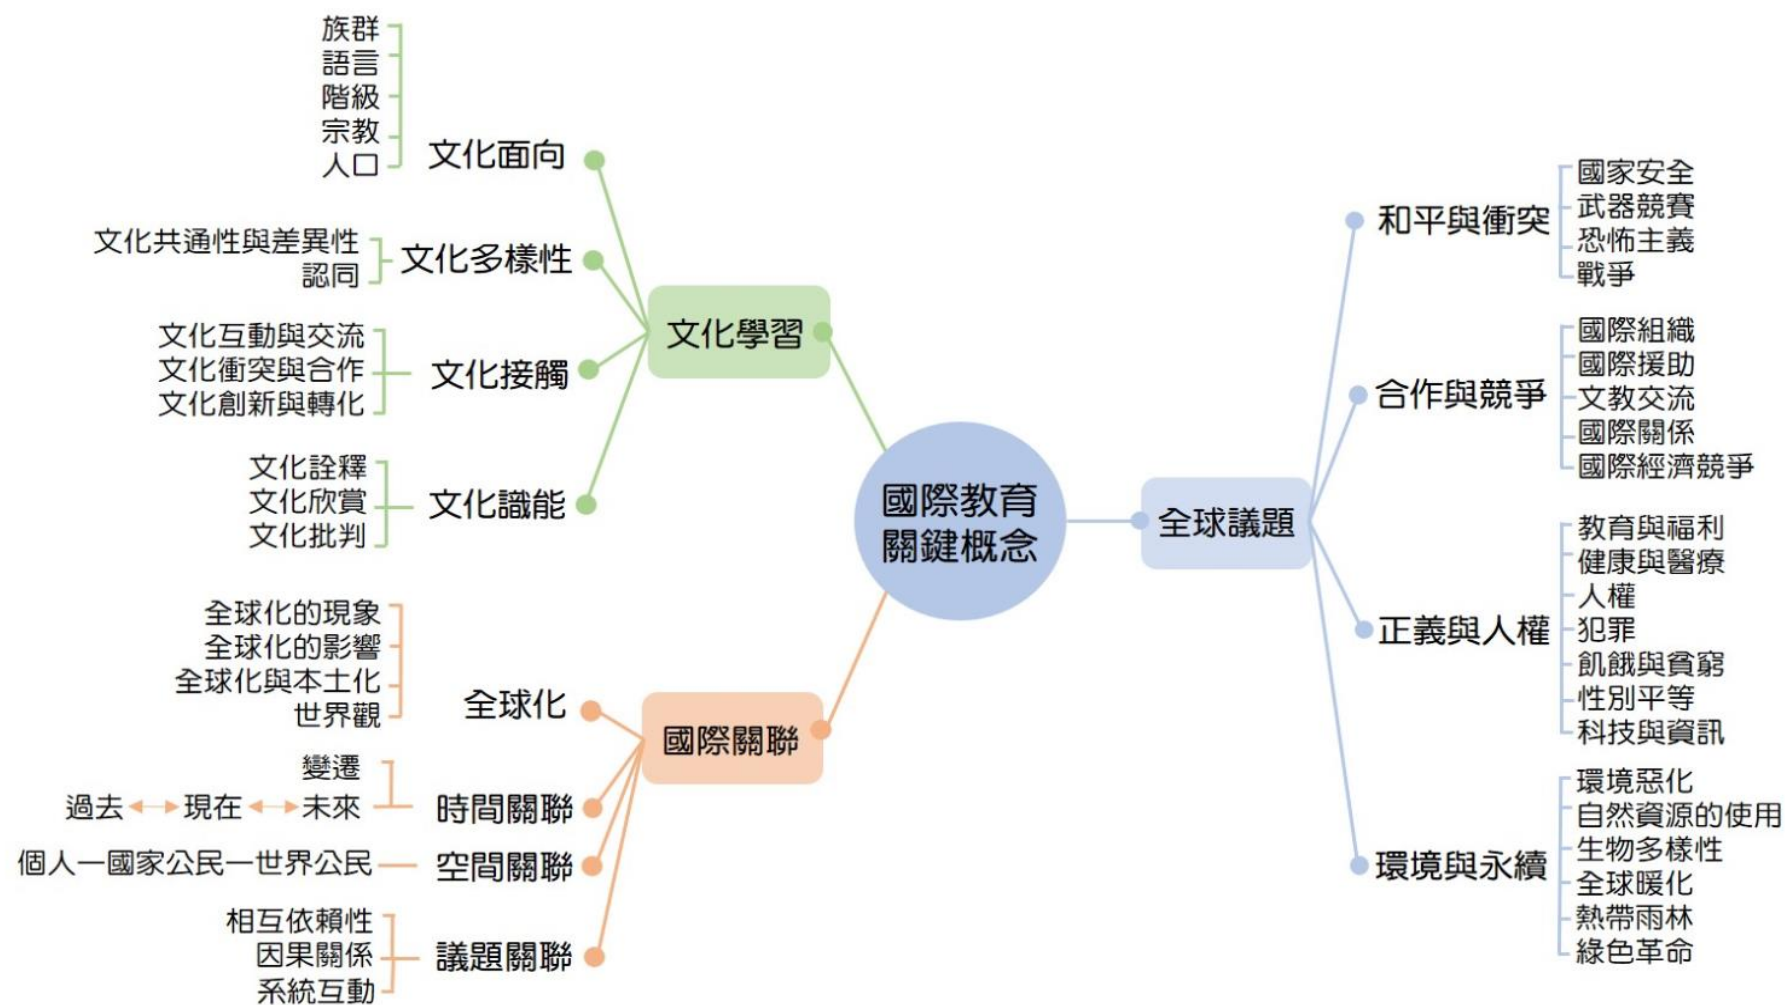 國際教育
關鍵概念
文化學習
文化面向
族群
語言
階級
宗教
人口
文化多樣性
文化共通性與差異性
認同
文化接觸
文化互動與交流
文化衝突與合作
文化創新與轉化
文化識能
文化詮釋
文化欣賞
文化批判
國際關聯
全球化
全球化的現象
全球化的影響
全球化與本土化
世界觀
時間關聯
變遷
過去 現在 未來
空間關聯
個人－國家公民－世界公民
議題關聯
相互依賴性
因果關係
系統互動
全球議題
和平與衝突
國家安全
武器競賽
恐怖主義
戰爭
合作與競爭
國際組織
國際援助
文教交流
國際關係
國際經濟競爭
正義與人權
教育與福利
健康與醫療
人權
犯罪
飢餓與貧窮
性別平等
科技與資訊
環境與永續
環境惡化
自然資源的使用
生物多樣性
全球暖化
熱帶雨林
綠色革命